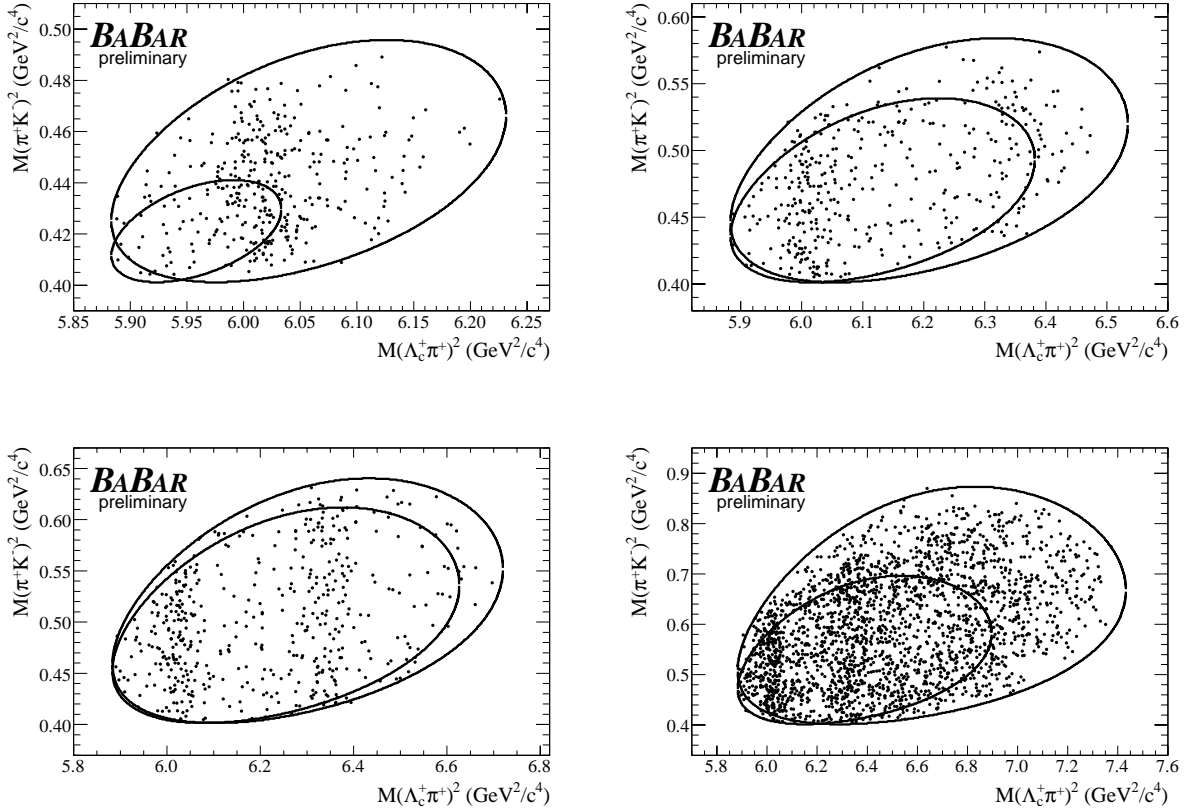 0.50
0.48
0.46
0.44
0.42
0.40
M(π⁺K⁻)² (GeV²/c⁴)
BABAR
preliminary
5.85 5.90 5.95 6.00 6.05 6.10 6.15 6.20 6.25
M(Λc⁺π⁺)² (GeV²/c⁴)
0.60
0.55
0.50
0.45
0.40
M(π⁺K⁻)² (GeV²/c⁴)
BABAR
preliminary
5.9 6.0 6.1 6.2 6.3 6.4 6.5 6.6
M(Λc⁺π⁺)² (GeV²/c⁴)
0.65
0.60
0.55
0.50
0.45
0.40
M(π⁺K⁻)² (GeV²/c⁴)
BABAR
preliminary
5.8 6.0 6.2 6.4 6.6 6.8
M(Λc⁺π⁺)² (GeV²/c⁴)
0.9
0.8
0.7
0.6
0.5
0.4
M(π⁺K⁻)² (GeV²/c⁴)
BABAR
preliminary
5.8 6.0 6.2 6.4 6.6 6.8 7.0 7.2 7.4 7.6
M(Λc⁺π⁺)² (GeV²/c⁴)